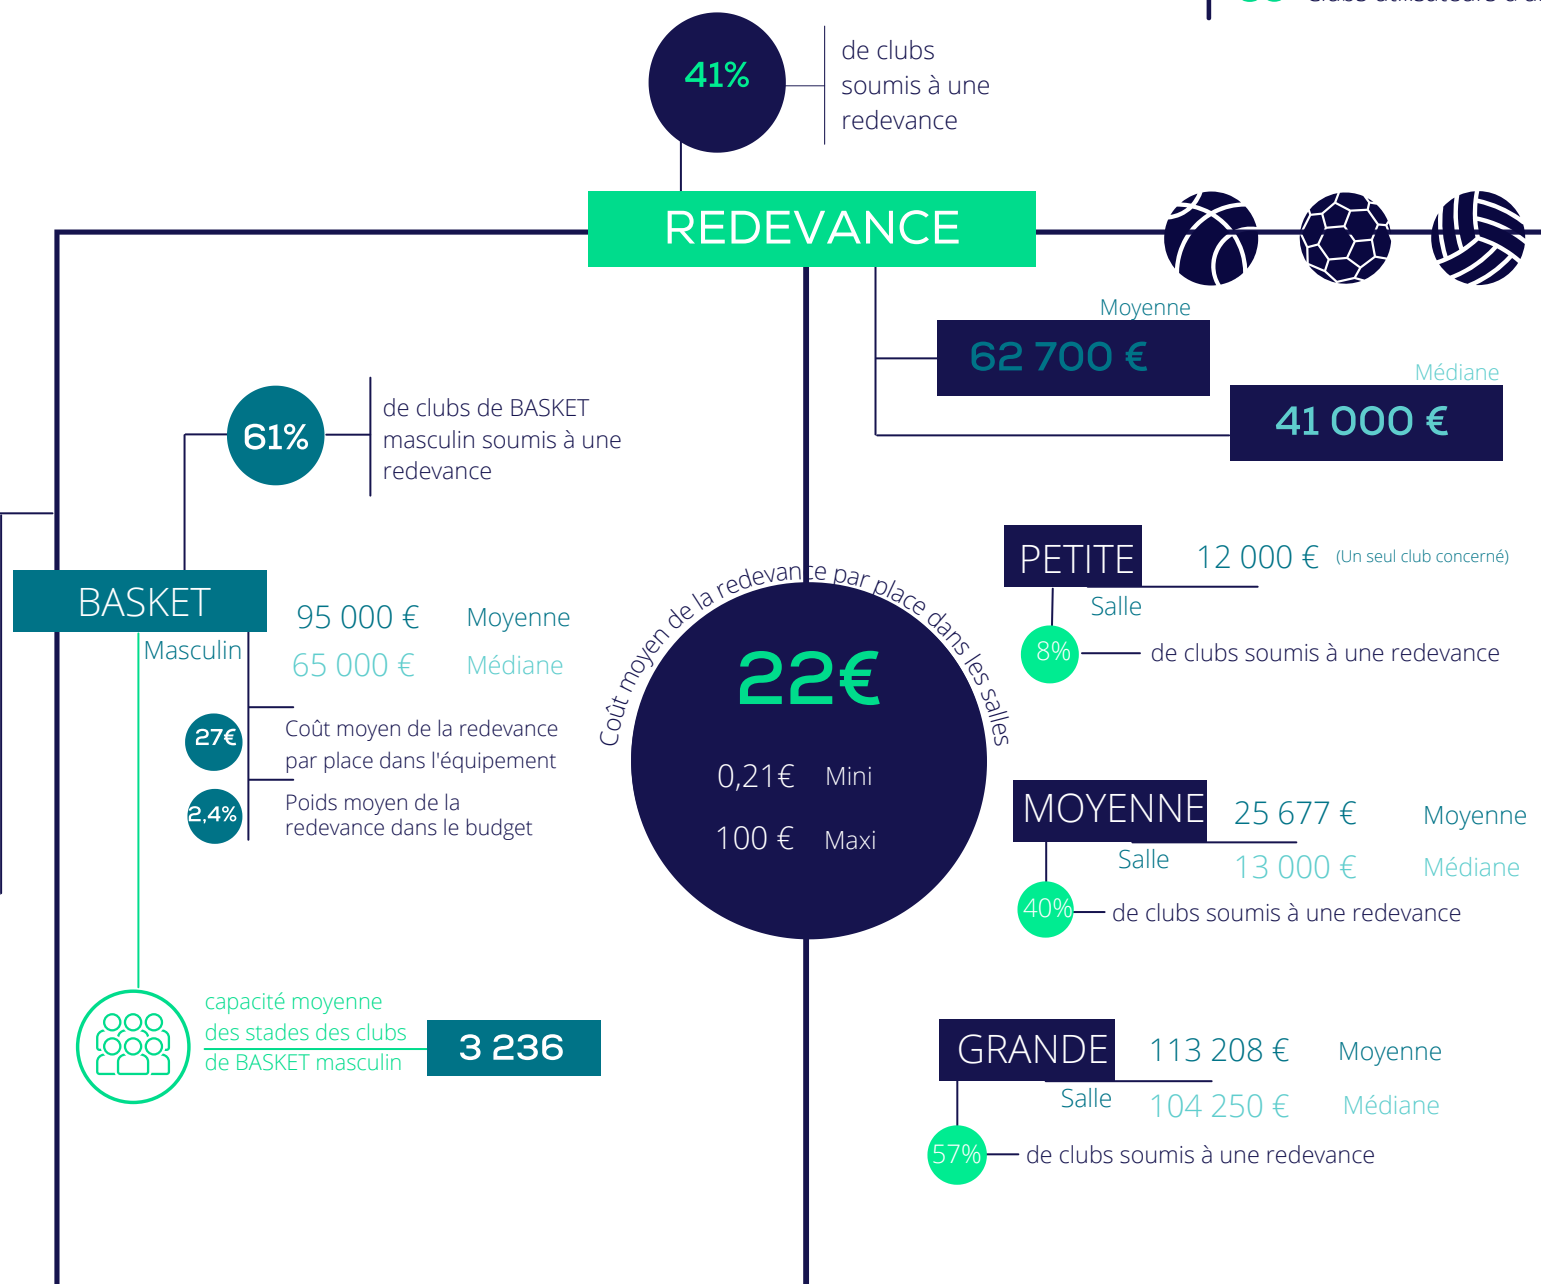 41%
de clubs
soumis à une
redevance
REDEVANCE
Moyenne
62 700 €
Médiane
41 000 €
61%
de clubs de BASKET
masculin soumis à une
redevance
BASKET
Masculin
95 000 € Moyenne
65 000 € Médiane
27€
Coût moyen de la redevance
par place dans l'équipement
2,4%
Poids moyen de la
redevance dans le budget
capacité moyenne
des stades des clubs
de BASKET masculin
3 236
Coût moyen de la redevance par place dans les salles
22€
0,21€ Mini
100 € Maxi
PETITE
Salle
12 000 € (Un seul club concerné)
8% de clubs soumis à une redevance
MOYENNE
Salle
25 677 € Moyenne
13 000 € Médiane
40% de clubs soumis à une redevance
GRANDE
Salle
113 208 € Moyenne
104 250 € Médiane
57% de clubs soumis à une redevance